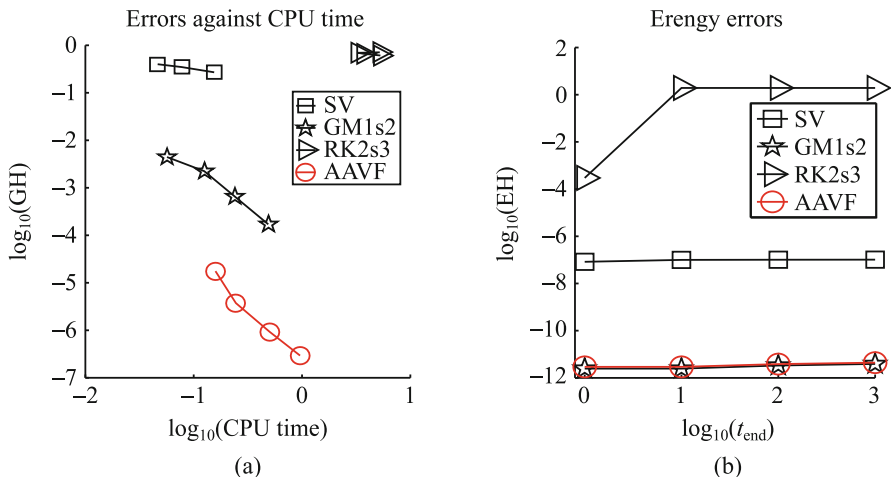 Errors against CPU time
0
−1
−2
−3
−4
−5
−6
−7
−2
−1
0
1
log10(GH)
log10(CPU time)
SV
GM1s2
RK2s3
AAVF
(a)
Erengy errors
2
0
−2
−4
−6
−8
−10
−12
0
1
2
3
log10(EH)
log10(tend)
SV
GM1s2
RK2s3
AAVF
(b)